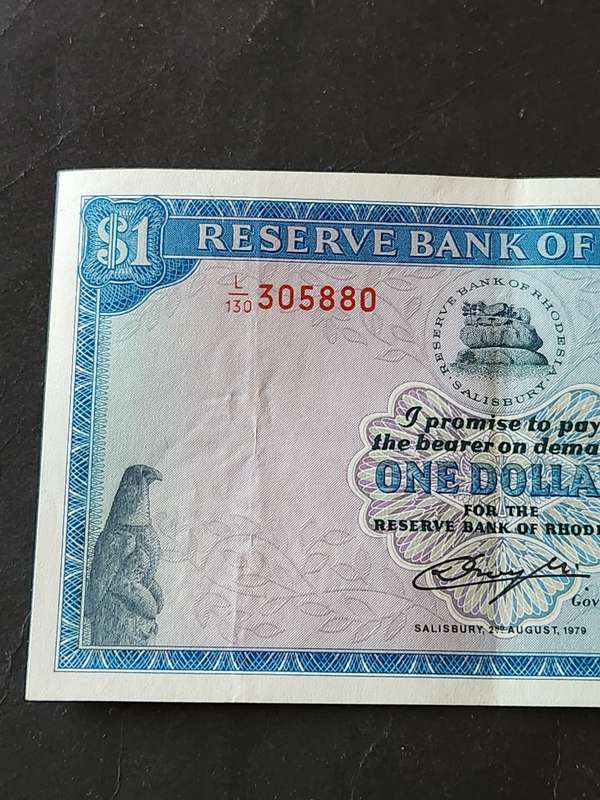 $1
RESERVE BANK OF
L/130 305880
RESERVE BANK OF RHODESIA
· SALISBURY ·
I promise to pay
the bearer on dema
ONE DOLLA
FOR THE
RESERVE BANK OF RHOD
Gov
SALISBURY, 2ND AUGUST, 1979